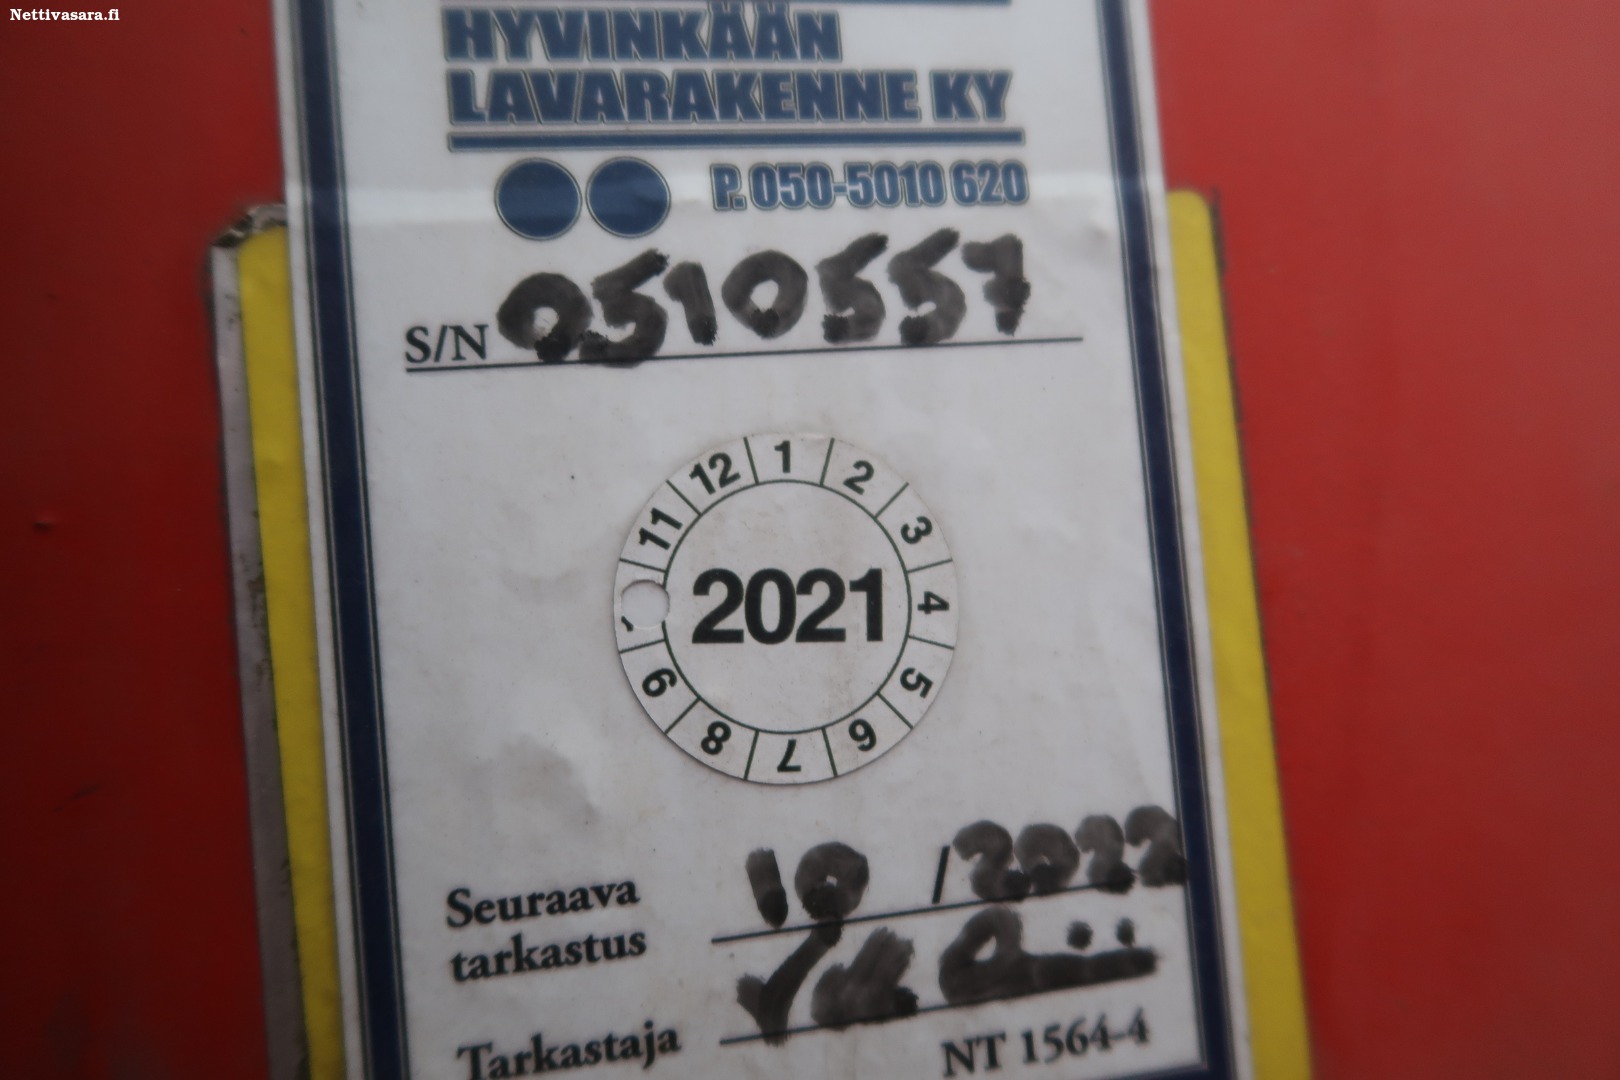 Nettivasara.fi
HYVINKÄÄN
LAVARAKENNE KY
P. 050-5010 620
S/N 0510557
12 1 2
11 3
2021 4
9 5
8 7 6
Seuraava
tarkastus 10 / 2022
Tarkastaja
NT 1564-4